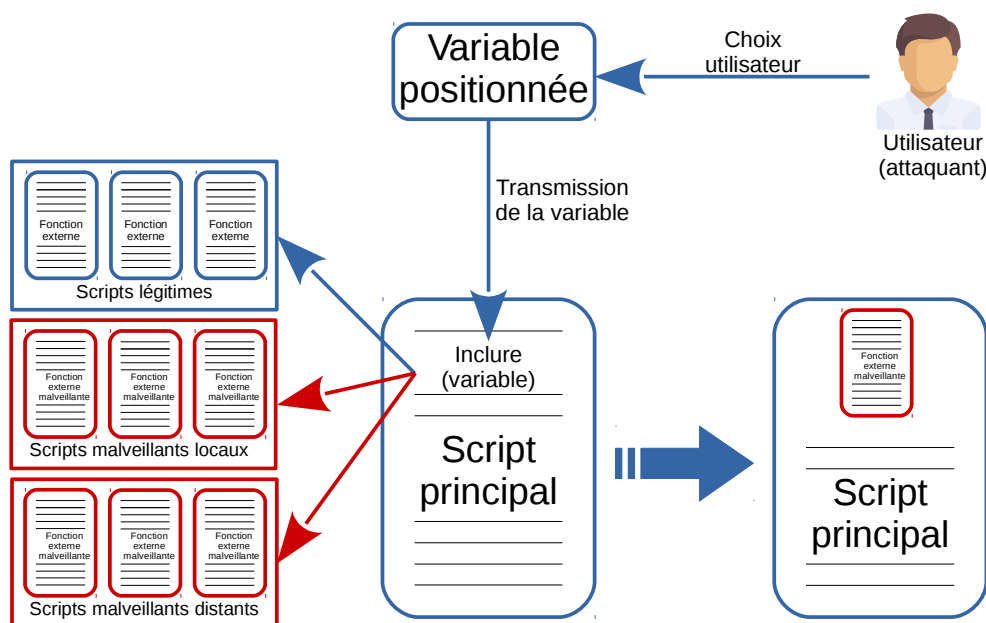 Variable
positionnée
Choix
utilisateur
Utilisateur
(attaquant)
Transmission
de la variable
Fonction
externe
Fonction
externe
Fonction
externe
Scripts légitimes
Fonction
externe
malveillante
Fonction
externe
malveillante
Fonction
externe
malveillante
Scripts malveillants locaux
Fonction
externe
malveillante
Fonction
externe
malveillante
Fonction
externe
malveillante
Scripts malveillants distants
Inclure
(variable)
Script
principal
Fonction
externe
malveillante
Script
principal